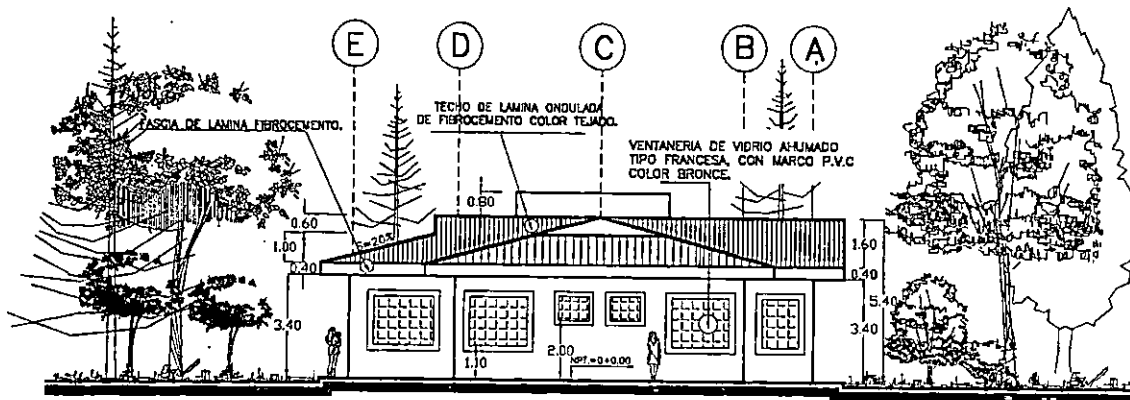 E D C B A
FASCIA DE LAMINA FIBROCEMENTO.
TECHO DE LAMINA ONDULADA
DE FIBROCEMENTO COLOR TEJADO.
VENTANERIA DE VIDRIO AHUMADO
TIPO FRANCESA, CON MARCO P.V.C
COLOR BRONCE.
0.80
0.60
1.00
S=20%
0.40
3.40
1.60
0.40
5.40
3.40
1.10
2.00
NPT.=0+0.00